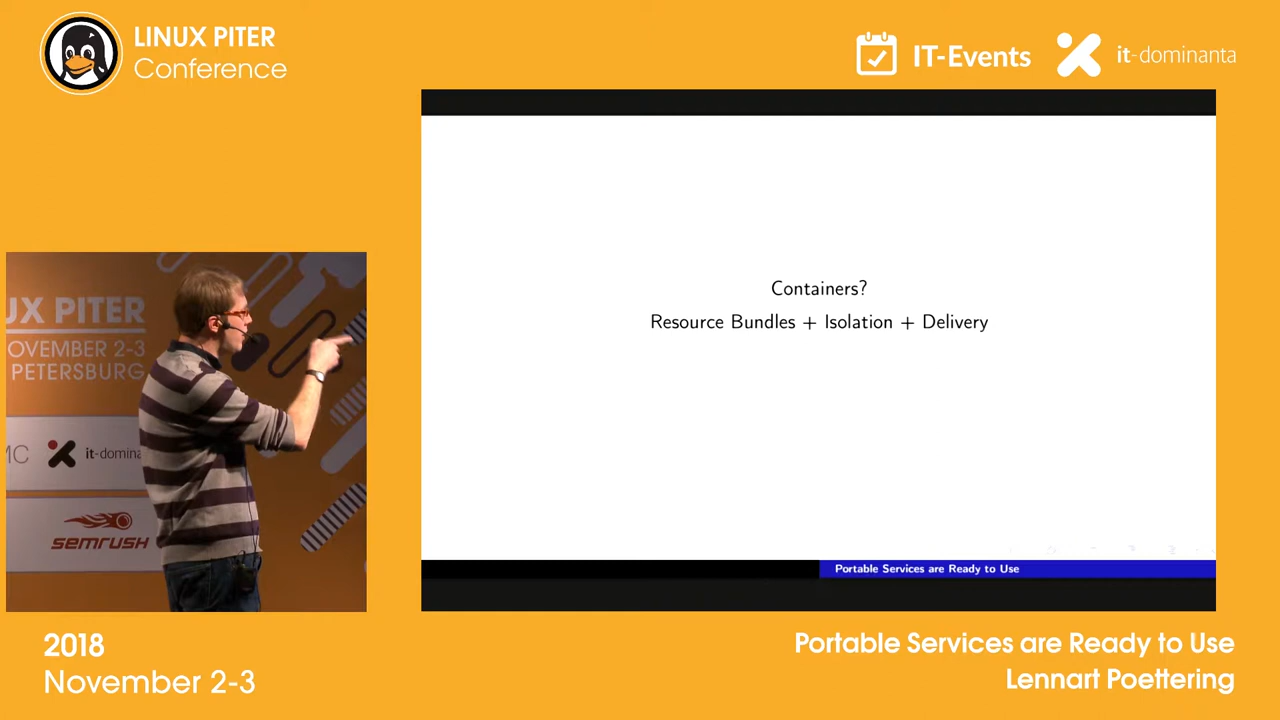 LINUX PITER
Conference
IT-Events
it-dominanta
Containers?
Resource Bundles + Isolation + Delivery
Portable Services are Ready to Use
UX PITER
OVEMBER 2-3
PETERSBURG
MC
it-domina
semrush
2018
November 2-3
Portable Services are Ready to Use
Lennart Poettering